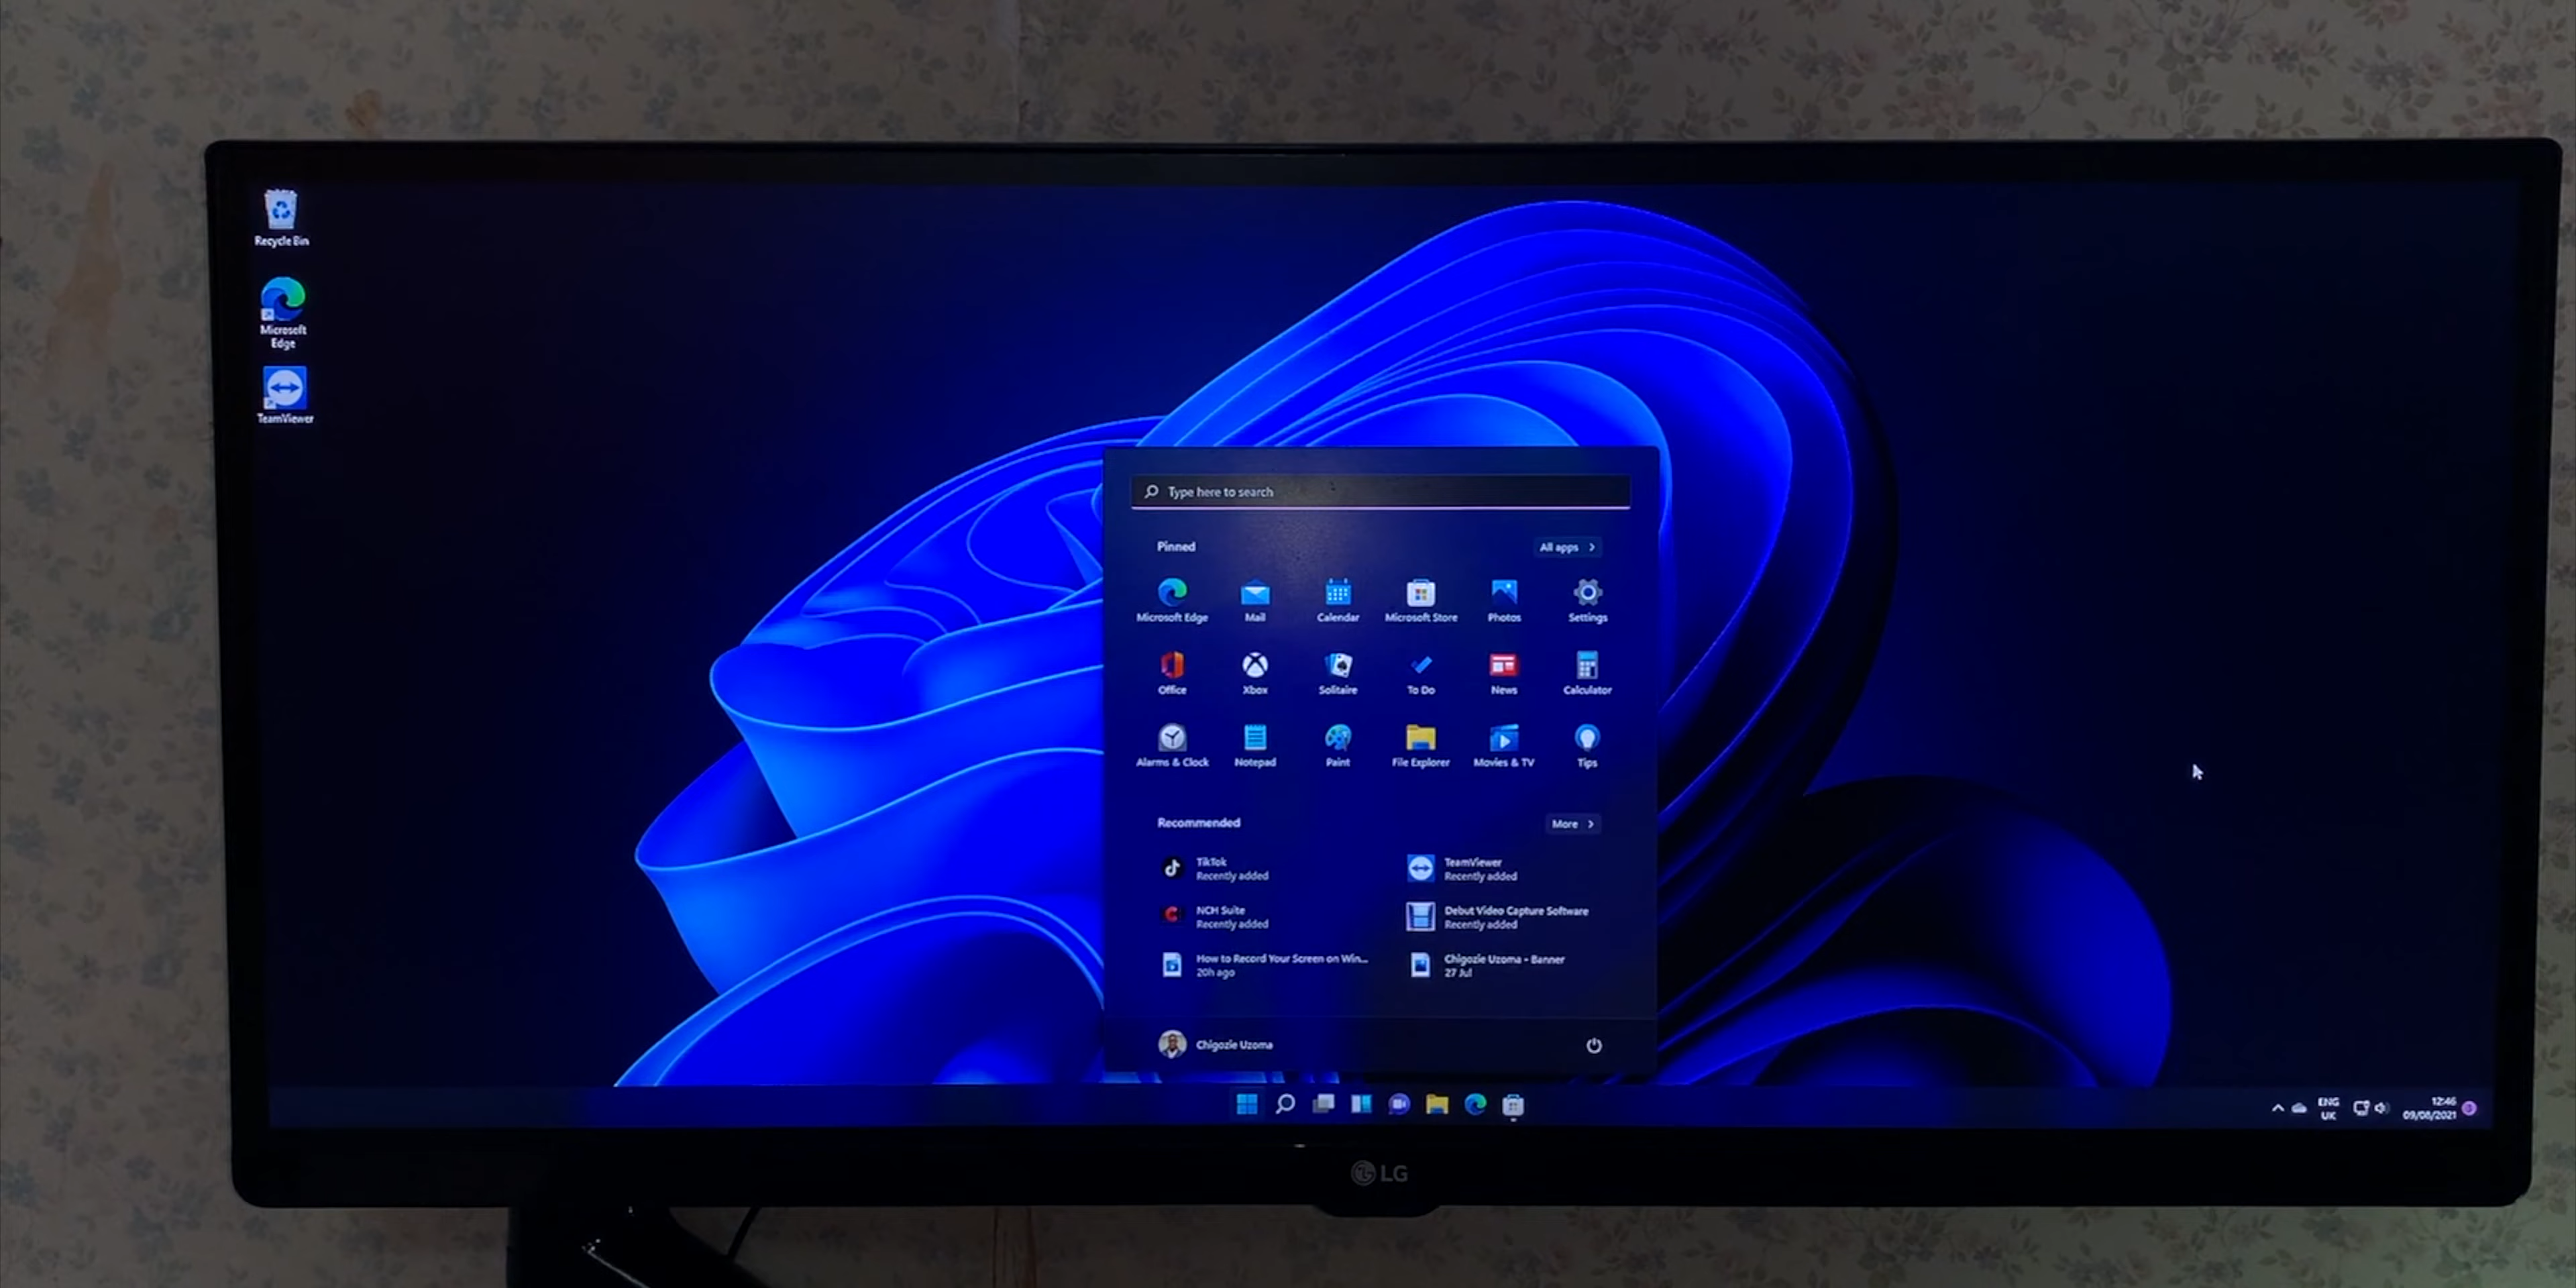 Recycle Bin
Microsoft
Edge
TeamViewer
Type here to search
Pinned
All apps
Microsoft Edge
Mail
Calendar
Microsoft Store
Photos
Settings
Office
Xbox
Solitaire
To Do
News
Calculator
Alarms & Clock
Notepad
Paint
File Explorer
Movies & TV
Tips
Recommended
More
TikTok
Recently added
TeamViewer
Recently added
NCH Suite
Recently added
Debut Video Capture Software
Recently added
How to Record Your Screen on Win...
20h ago
Chigozie Uzoma - Banner
27 Jul
Chigozie Uzoma
ENG
UK
12:46
09/08/2021
LG